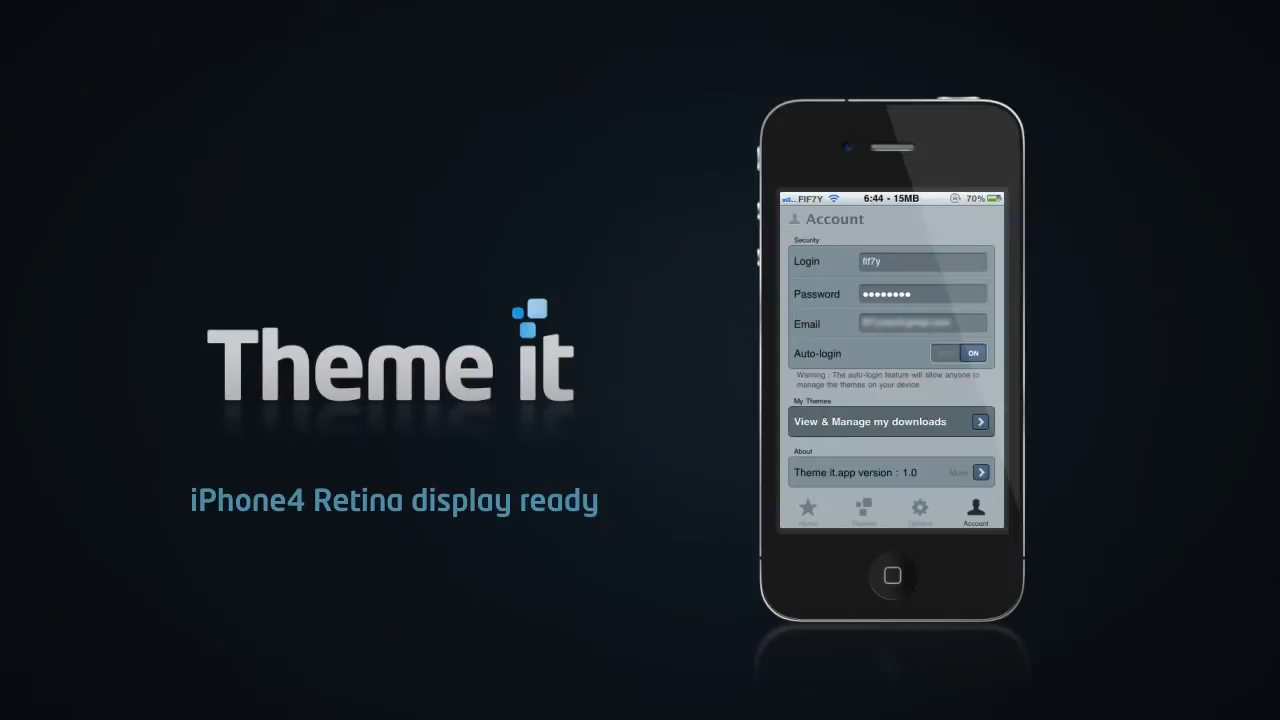 Theme it
iPhone4 Retina display ready
FIF7Y 6:44 - 15MB 70%
Account
Security
Login fif7y
Password ••••••••
Email
Auto-login ON
Warning : The auto-login feature will allow anyone to
manage the themes on your device.
My Themes
View & Manage my downloads
About
Theme it.app version : 1.0 More
Home Themes Options Account